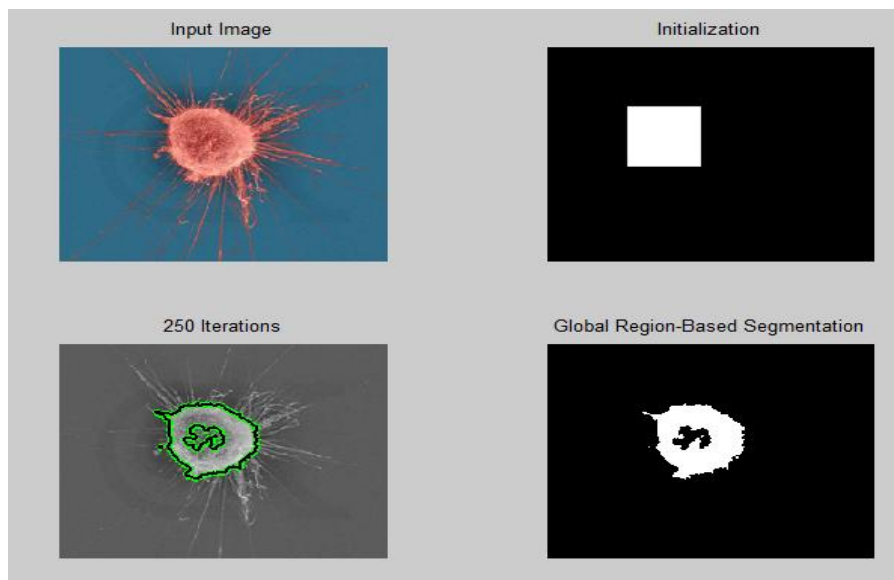 Input Image
Initialization
250 Iterations
Global Region-Based Segmentation